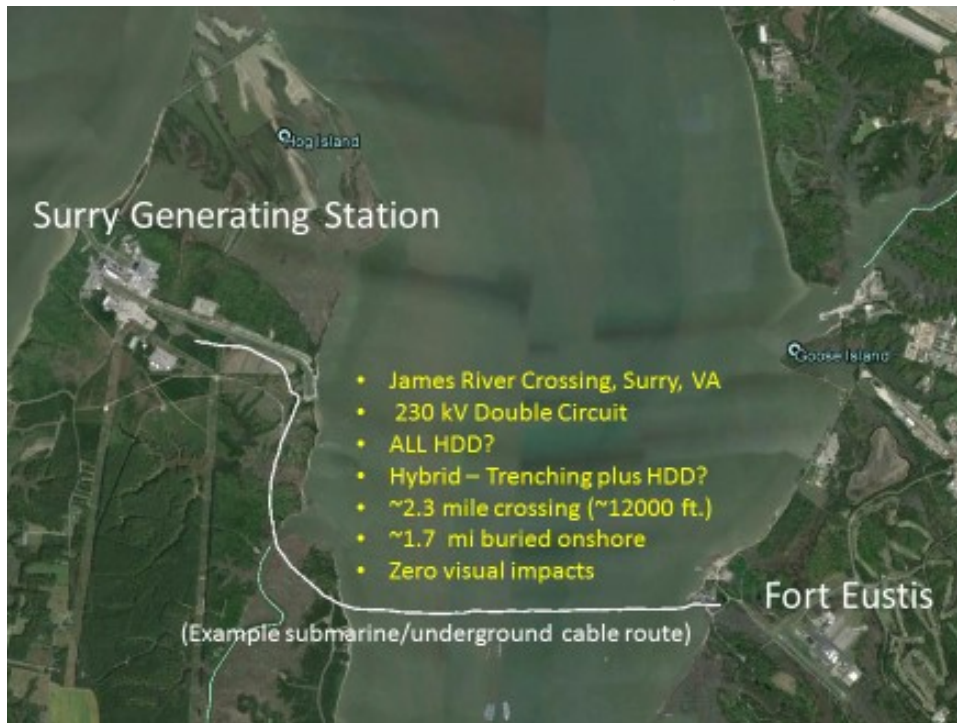 Hog Island
Surry Generating Station
Goose Island
• James River Crossing, Surry, VA
• 230 kV Double Circuit
• ALL HDD?
• Hybrid – Trenching plus HDD?
• ~2.3 mile crossing (~12000 ft.)
• ~1.7 mi buried onshore
• Zero visual impacts
Fort Eustis
(Example submarine/underground cable route)